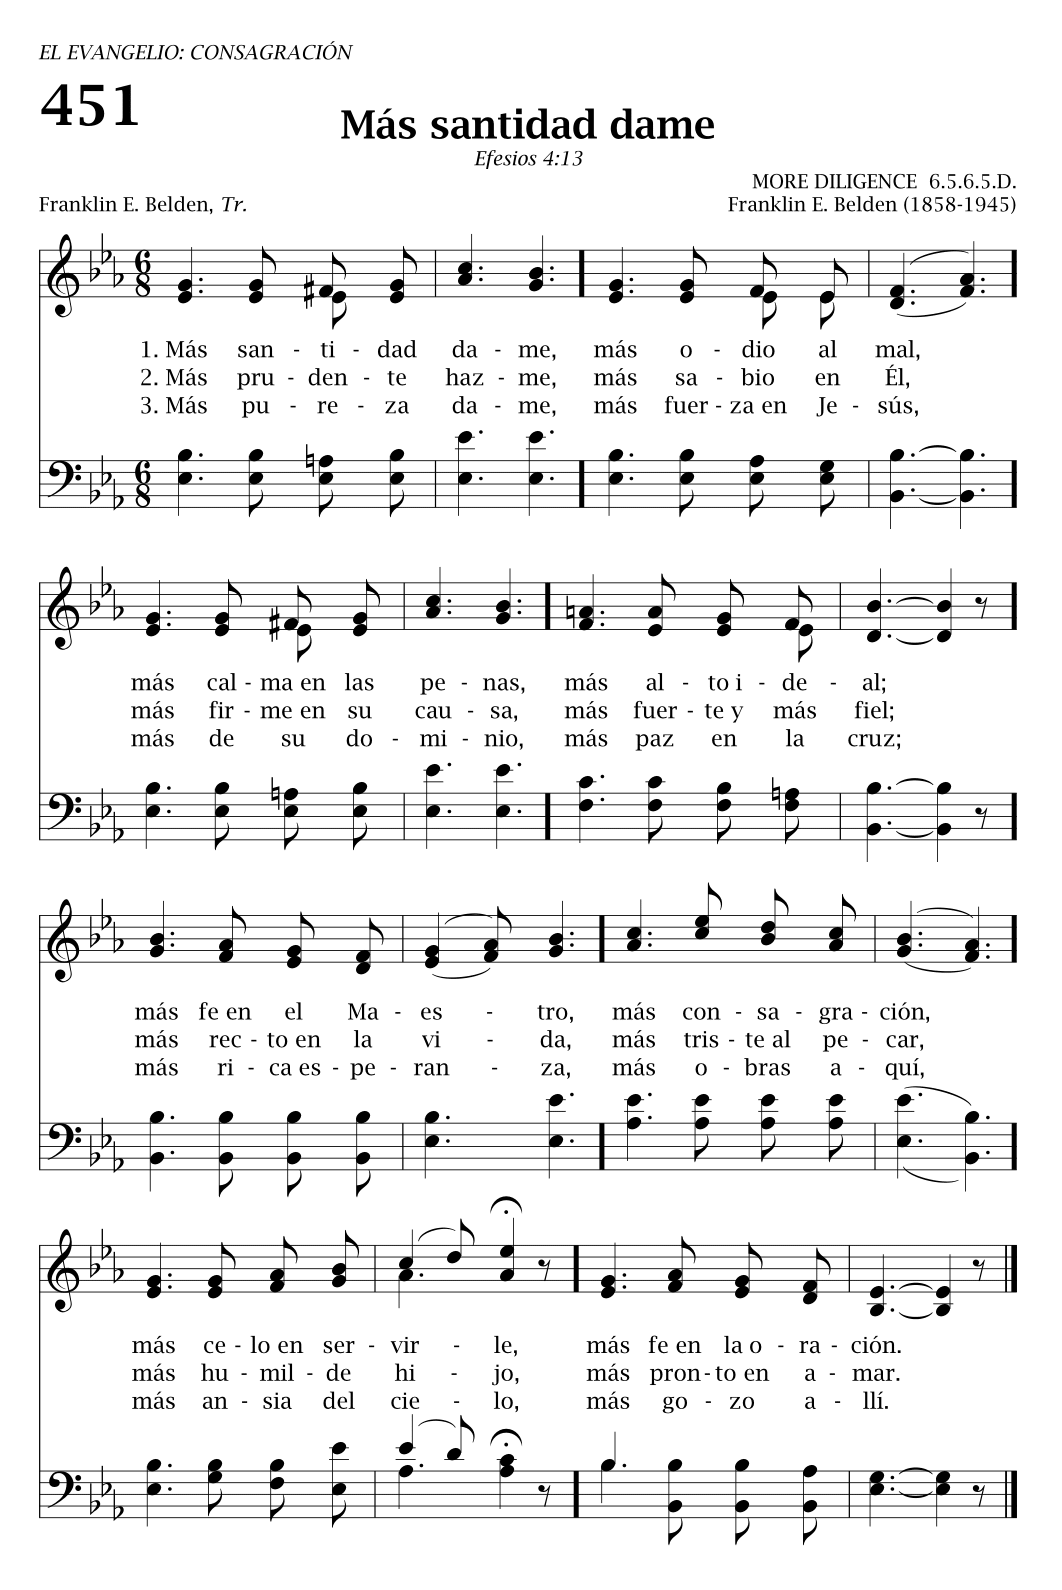 EL EVANGELIO: CONSAGRACIÓN
451
Más santidad dame
Efesios 4:13
MORE DILIGENCE 6.5.6.5.D.
Franklin E. Belden, Tr.
Franklin E. Belden (1858-1945)
6 8
1. Más san - ti - dad da - me, más o - dio al mal,
2. Más pru - den - te haz - me, más sa - bio en Él,
3. Más pu - re - za da - me, más fuer - za en Je - sús,
6 8
más cal - ma en las pe - nas, más al - to i - de - al;
más fir - me en su cau - sa, más fuer - te y más fiel;
más de su do - mi - nio, más paz en la cruz;
más fe en el Ma - es - tro, más con - sa - gra - ción,
más rec - to en la vi - da, más tris - te al pe - car,
más ri - ca es - pe - ran - za, más o - bras a - quí,
más ce - lo en ser - vir - le, más fe en la o - ra - ción.
más hu - mil - de hi - jo, más pron - to en a - mar.
más an - sia del cie - lo, más go - zo a - llí.